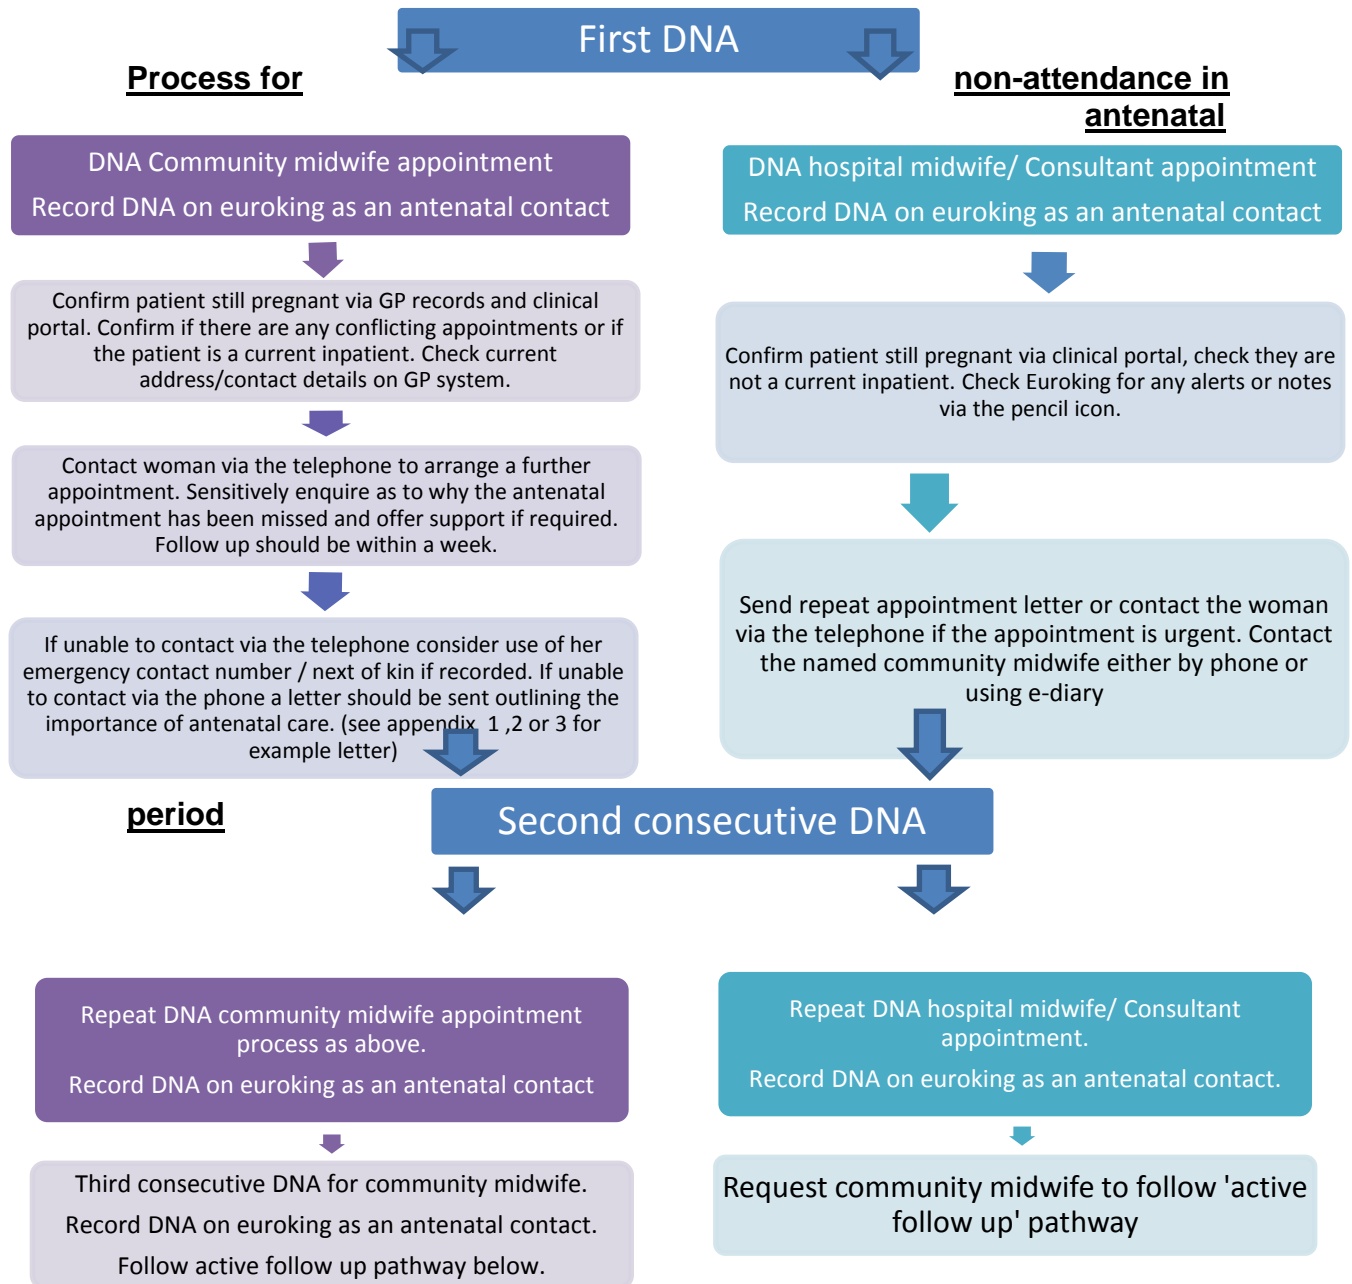 First DNA
Process for
non-attendance in
antenatal
DNA Community midwife appointment
Record DNA on euroking as an antenatal contact
Confirm patient still pregnant via GP records and clinical
portal. Confirm if there are any conflicting appointments or if
the patient is a current inpatient. Check current
address/contact details on GP system.
Contact woman via the telephone to arrange a further
appointment. Sensitively enquire as to why the antenatal
appointment has been missed and offer support if required.
Follow up should be within a week.
If unable to contact via the telephone consider use of her
emergency contact number / next of kin if recorded. If unable
to contact via the phone a letter should be sent outlining the
importance of antenatal care. (see appendix 1 ,2 or 3 for
example letter)
DNA hospital midwife/ Consultant appointment
Record DNA on euroking as an antenatal contact
Confirm patient still pregnant via clinical portal, check they are
not a current inpatient. Check Euroking for any alerts or notes
via the pencil icon.
Send repeat appointment letter or contact the woman
via the telephone if the appointment is urgent. Contact
the named community midwife either by phone or
using e-diary
period
Second consecutive DNA
Repeat DNA community midwife appointment
process as above.
Record DNA on euroking as an antenatal contact
Third consecutive DNA for community midwife.
Record DNA on euroking as an antenatal contact.
Follow active follow up pathway below.
Repeat DNA hospital midwife/ Consultant
appointment.
Record DNA on euroking as an antenatal contact.
Request community midwife to follow 'active
follow up' pathway